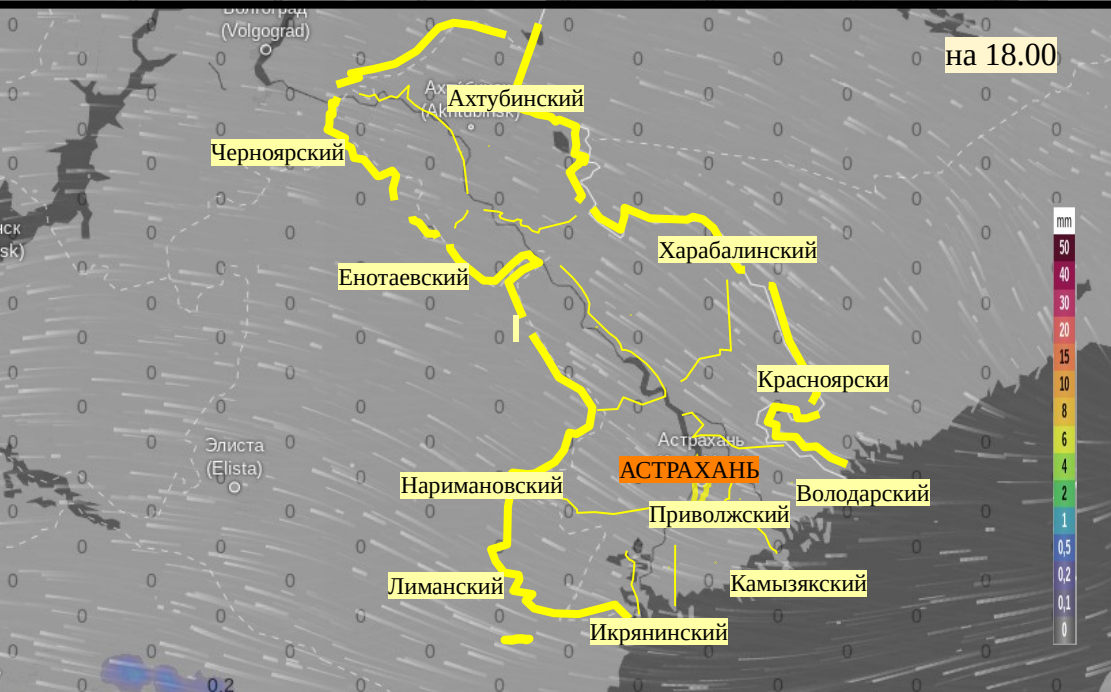 Волгоград
(Volgograd)
на 18.00
Ахтубинский
(Akhtubinsk)
Черноярский
нск
sk)
mm
Харабалинский
50
Енотаевский
40
30
20
15
Красноярски
10
8
Астрахань
6
Элиста
(Elista)
АСТРАХАНЬ
4
Наримановский
Володарский
2
Приволжский
1
0,5
Лиманский
Камызякский
0,2
0,1
Икрянинский
0
0.2